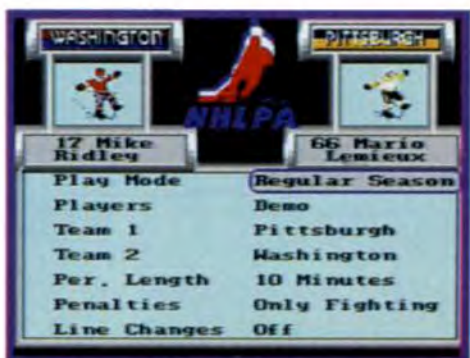 WASHINGTON
PITTSBURGH
NHLPA
17 Mike
Ridley
66 Mario
Lemieux
Play Mode Regular Season
Players Demo
Team 1 Pittsburgh
Team 2 Washington
Per. Length 10 Minutes
Penalties Only Fighting
Line Changes Off